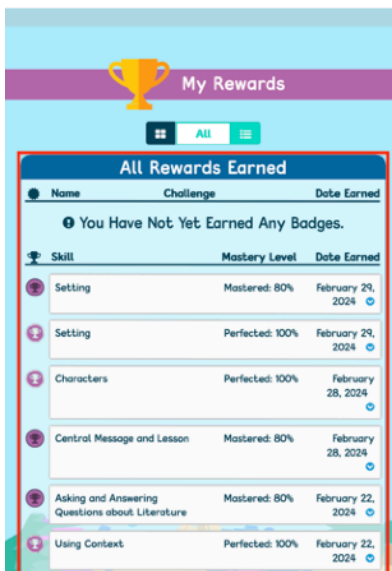 My Rewards
All
All Rewards Earned
Name Challenge Date Earned
You Have Not Yet Earned Any Badges.
Skill Mastery Level Date Earned
Setting Mastered: 80% February 29,
2024
Setting Perfected: 100% February 29,
2024
Characters Perfected: 100% February
28, 2024
Central Message and Lesson Mastered: 80% February
28, 2024
Asking and Answering Mastered: 80% February 22,
Questions about Literature 2024
Using Context Perfected: 100% February 22,
2024